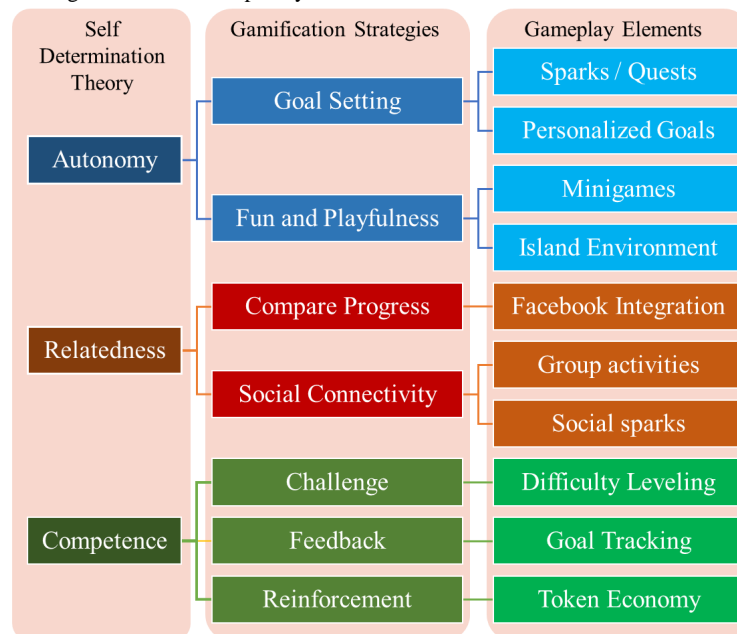 Self
Determination
Theory
Gamification Strategies
Gameplay Elements
Autonomy
Goal Setting
Sparks / Quests
Personalized Goals
Fun and Playfulness
Minigames
Island Environment
Relatedness
Compare Progress
Facebook Integration
Social Connectivity
Group activities
Social sparks
Competence
Challenge
Difficulty Leveling
Feedback
Goal Tracking
Reinforcement
Token Economy